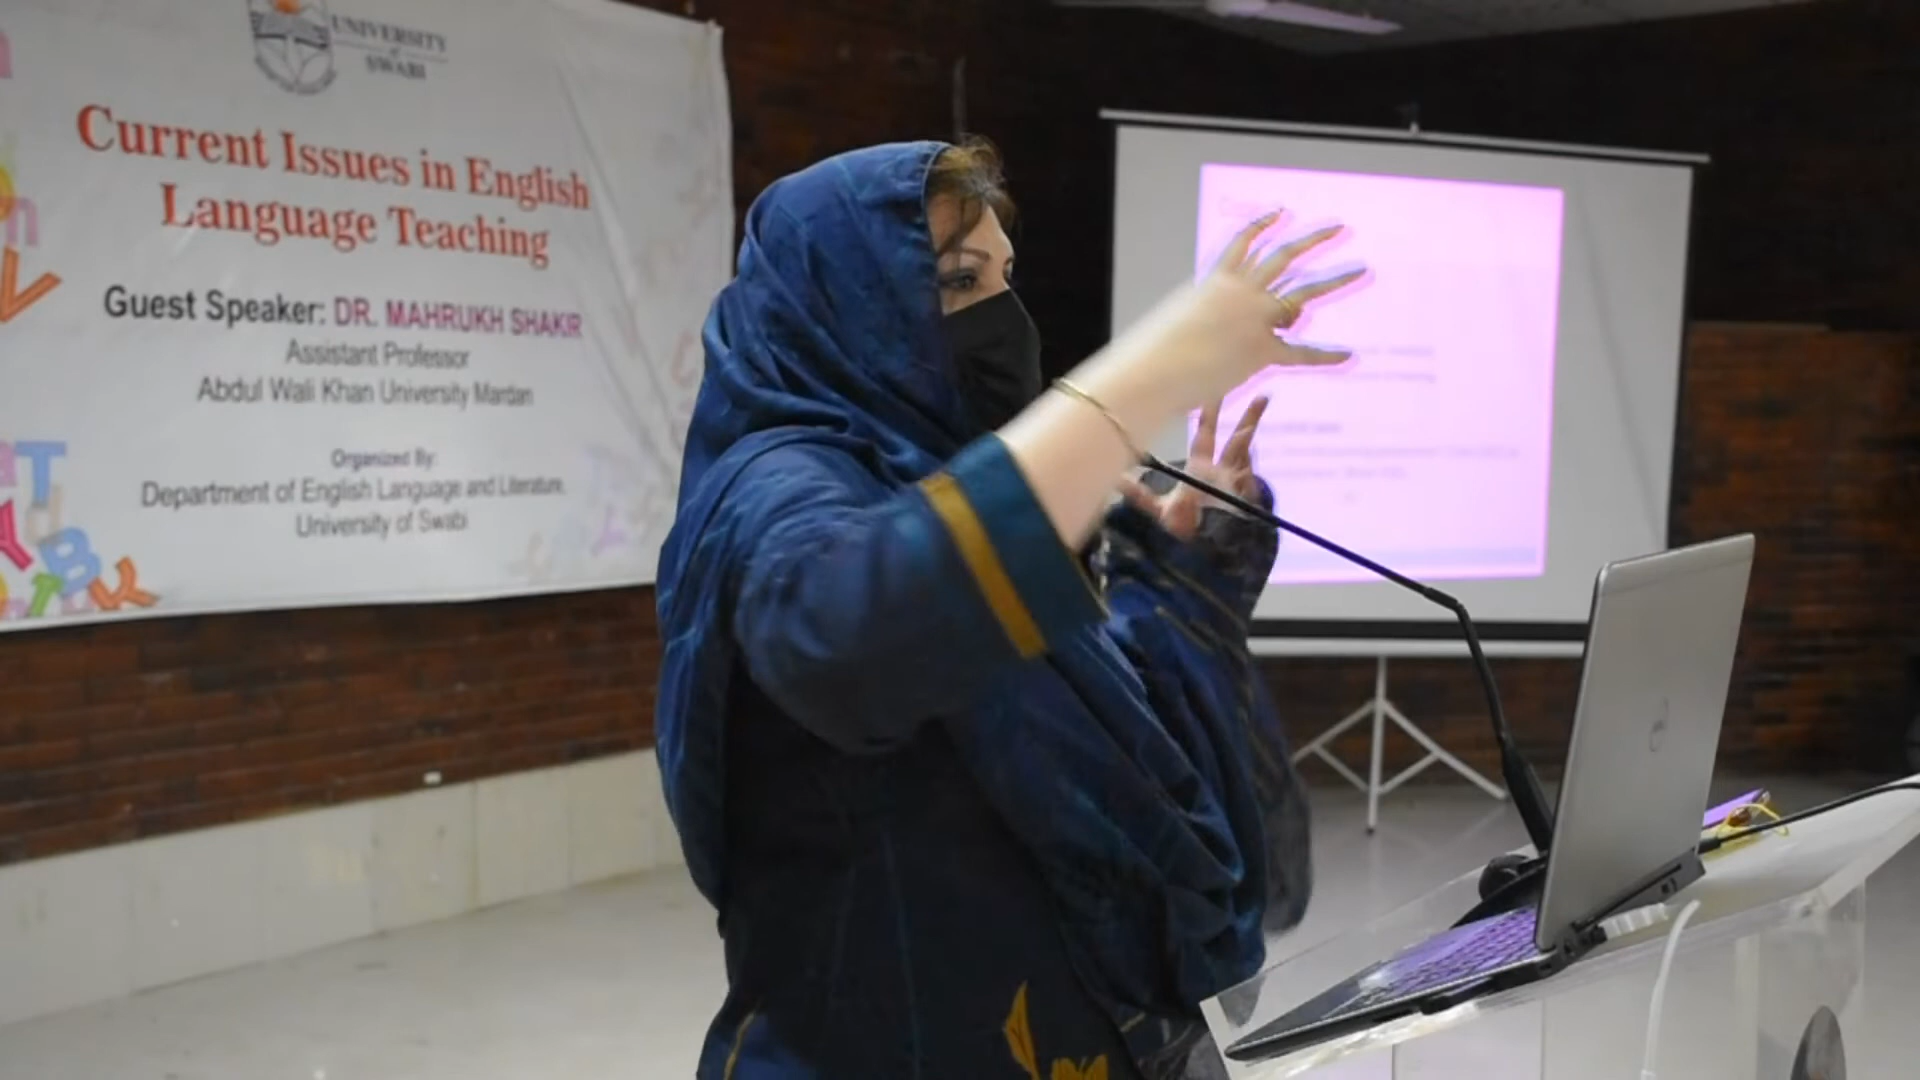 UNIVERSITY
of
SWABI
Current Issues in English
Language Teaching
Guest Speaker: DR. MAHRUKH SHAKIR
Assistant Professor
Abdul Wali Khan University Mardan
Organized By:
Department of English Language and Literature,
University of Swabi